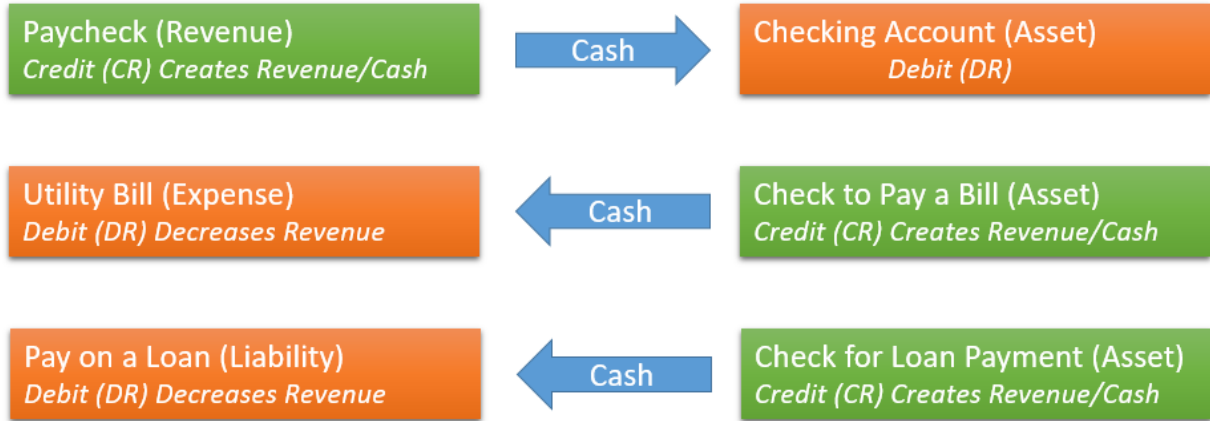 Paycheck (Revenue)
Credit (CR) Creates Revenue/Cash
Cash
Checking Account (Asset)
Debit (DR)
Utility Bill (Expense)
Debit (DR) Decreases Revenue
Cash
Check to Pay a Bill (Asset)
Credit (CR) Creates Revenue/Cash
Pay on a Loan (Liability)
Debit (DR) Decreases Revenue
Cash
Check for Loan Payment (Asset)
Credit (CR) Creates Revenue/Cash